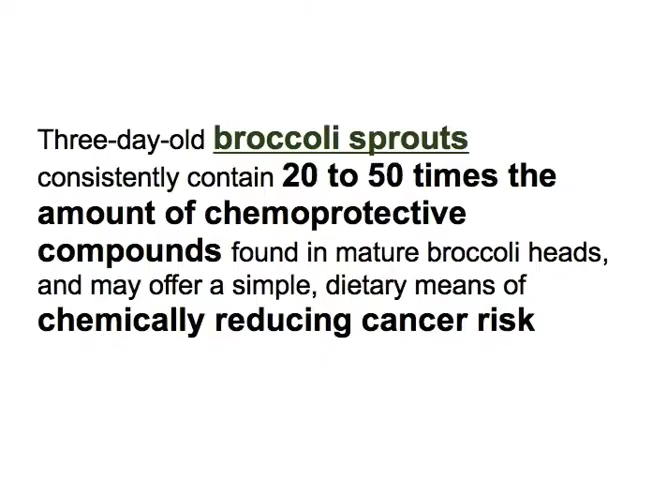 Three-day-old broccoli sprouts
consistently contain 20 to 50 times the
amount of chemoprotective
compounds found in mature broccoli heads,
and may offer a simple, dietary means of
chemically reducing cancer risk